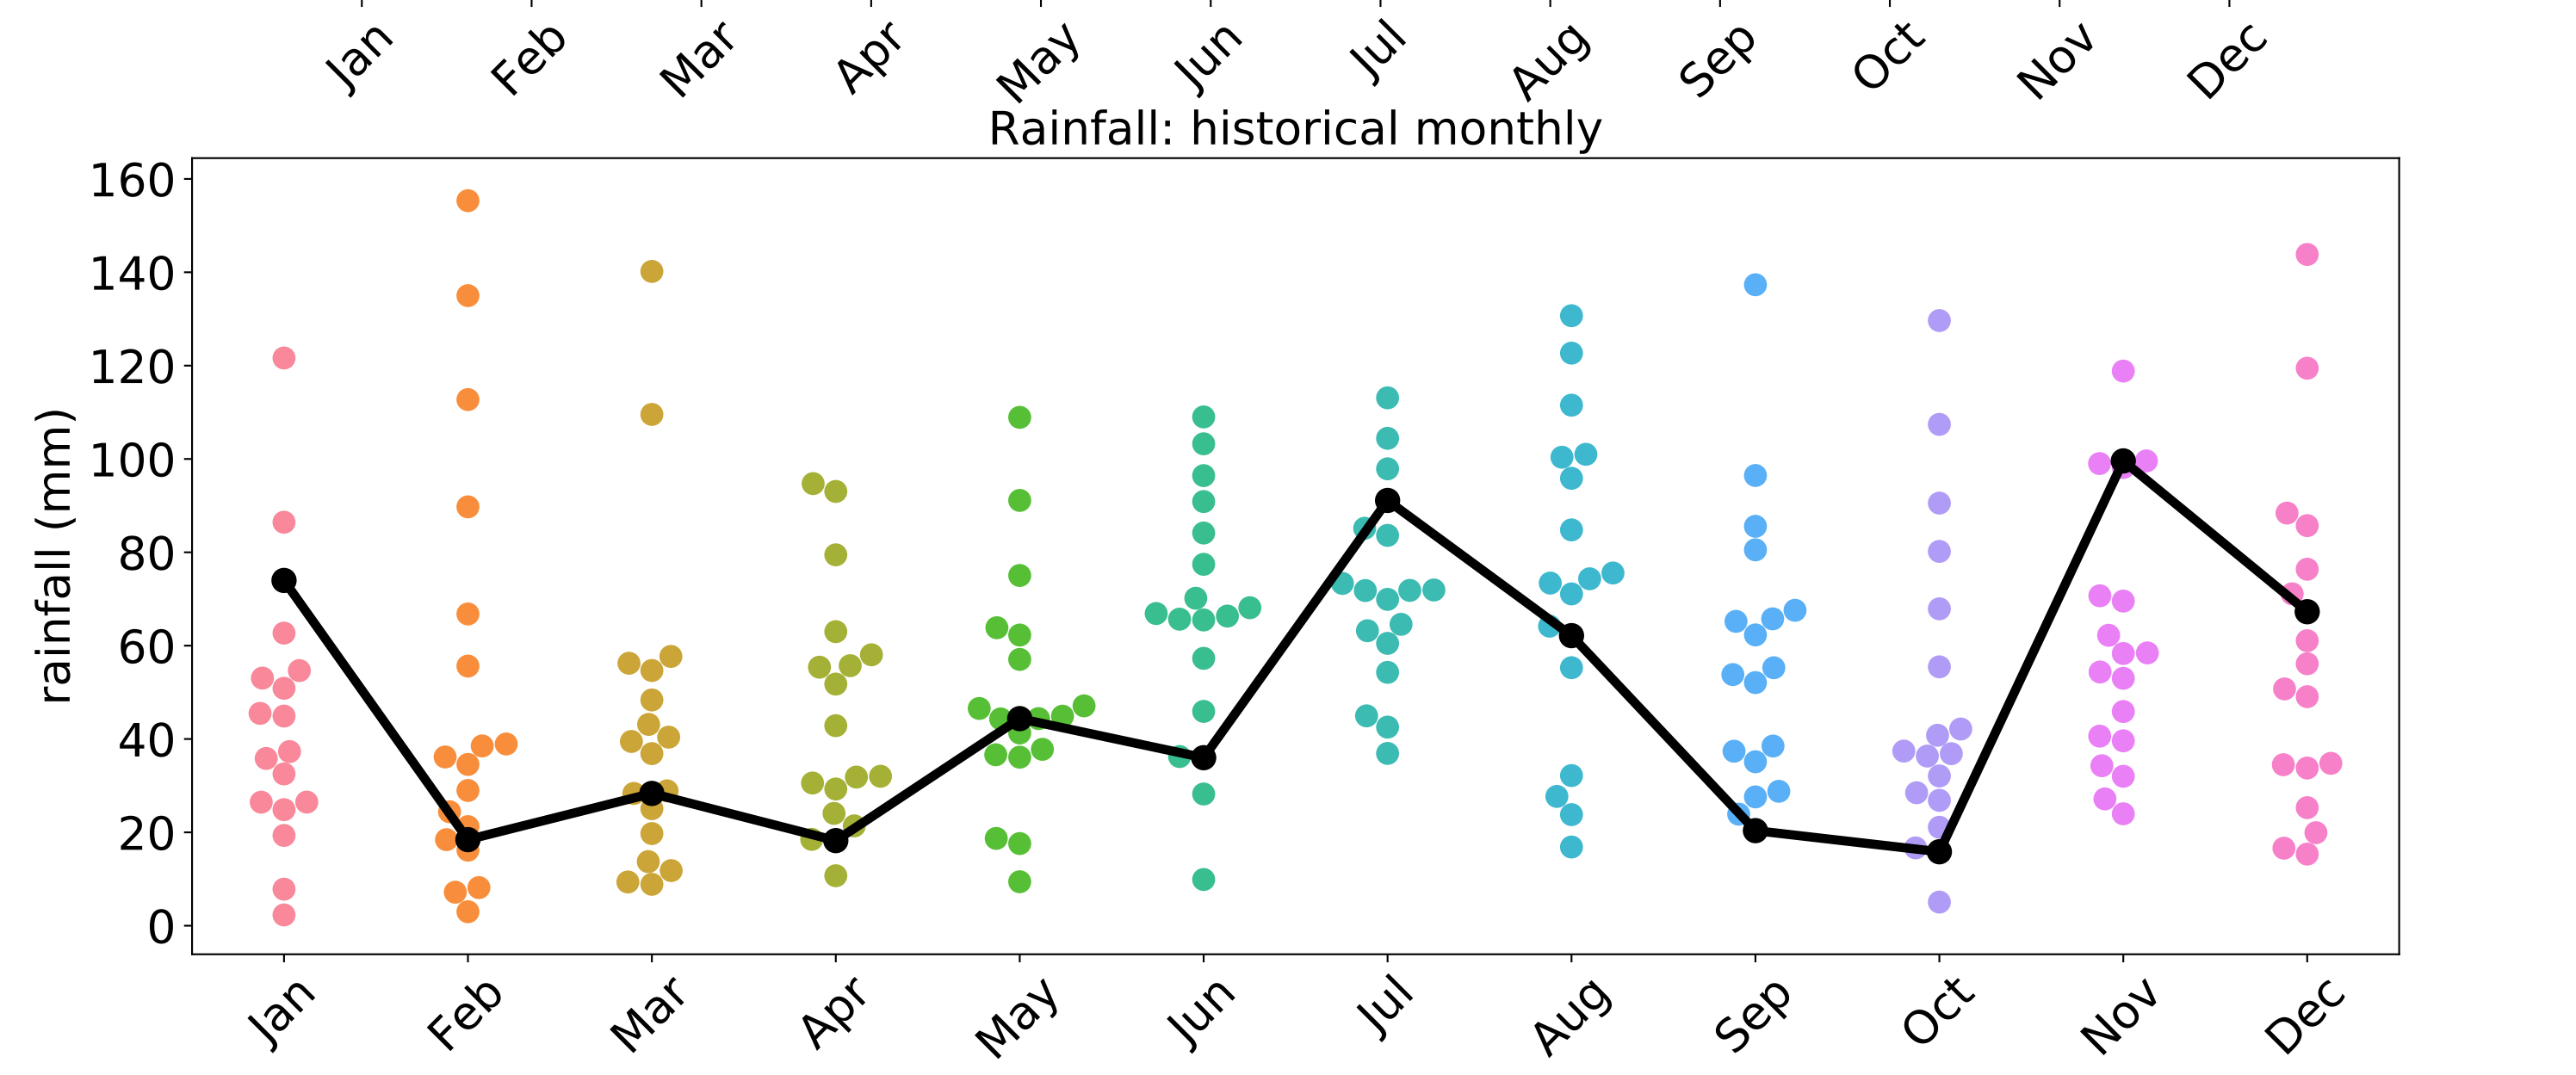 Jan Feb Mar Apr May Jun Jul Aug Sep Oct Nov Dec
Rainfall: historical monthly
160
140
120
100
80
60
40
20
0
rainfall (mm)
Jan Feb Mar Apr May Jun Jul Aug Sep Oct Nov Dec